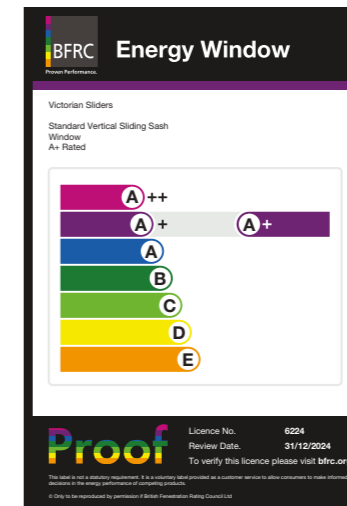 BFRC
Proven Performance.
Energy Window
Victorian Sliders
Standard Vertical Sliding Sash
Window
A+ Rated
A++
A+ A+
A
B
C
D
E
Proof
Licence No. 6224
Review Date. 31/12/2024
To verify this licence please visit bfrc.or
This label is not a statutory requirement. It is a voluntary label provided as a customer service to allow consumers to make informed
decisions in the energy performance of competing products.
© Only to be reproduced by permission if British Fenestration Rating Council Ltd